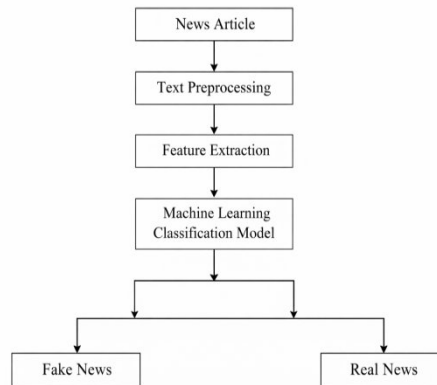 News Article
Text Preprocessing
Feature Extraction
Machine Learning
Classification Model
Fake News
Real News